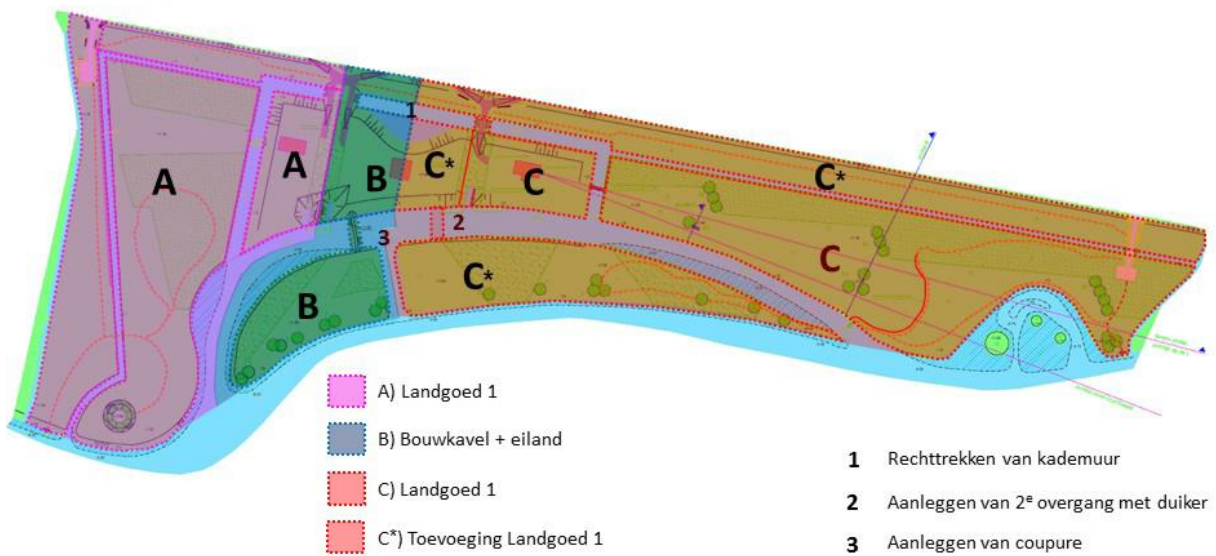 1
A
A
B
C*
C
C*
C
2
3
C*
B
A) Landgoed 1
B) Bouwkavel + eiland
C) Landgoed 1
C*) Toevoeging Landgoed 1
1 Rechttrekken van kademuur
2 Aanleggen van 2e overgang met duiker
3 Aanleggen van coupure